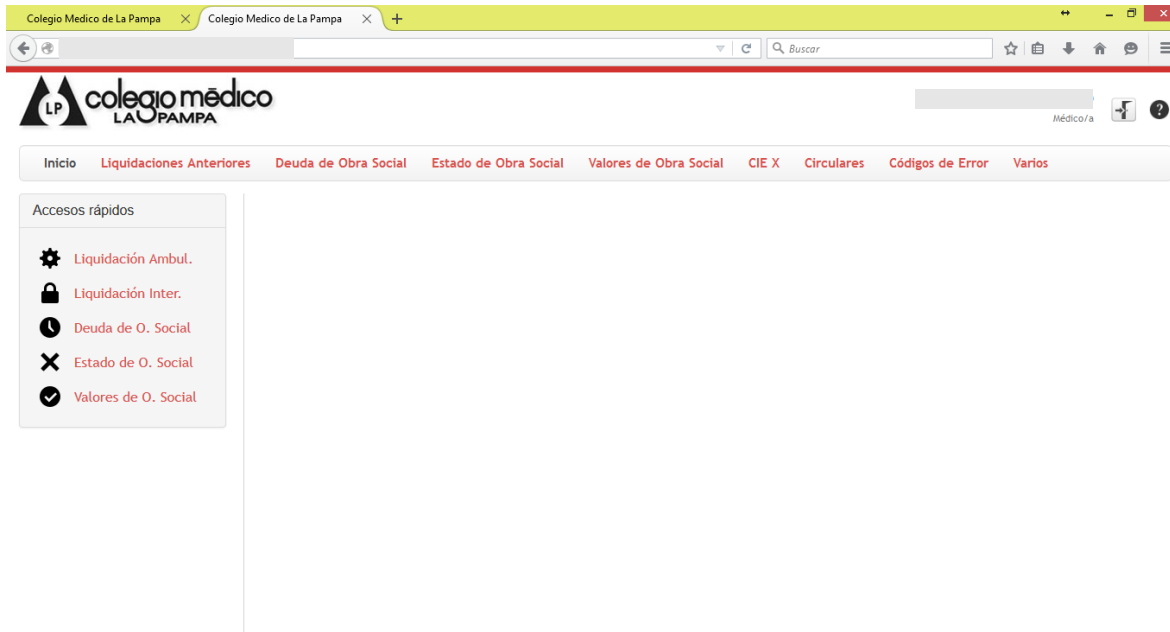 Colegio Medico de La Pampa
Colegio Medico de La Pampa
Buscar
LP
colegio médico
LA PAMPA
Médico/a
Inicio Liquidaciones Anteriores Deuda de Obra Social Estado de Obra Social Valores de Obra Social CIE X Circulares Códigos de Error Varios
Accesos rápidos
Liquidación Ambul.
Liquidación Inter.
Deuda de O. Social
Estado de O. Social
Valores de O. Social